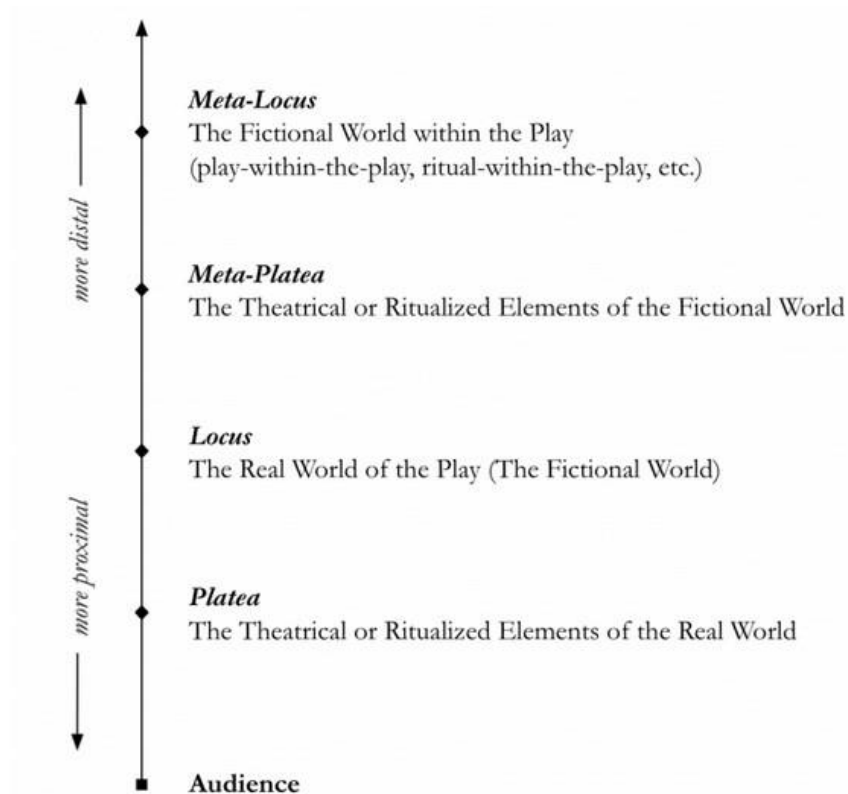 Meta-Locus
The Fictional World within the Play
(play-within-the-play, ritual-within-the-play, etc.)
more distal
Meta-Platea
The Theatrical or Ritualized Elements of the Fictional World
Locus
The Real World of the Play (The Fictional World)
more proximal
Platea
The Theatrical or Ritualized Elements of the Real World
Audience